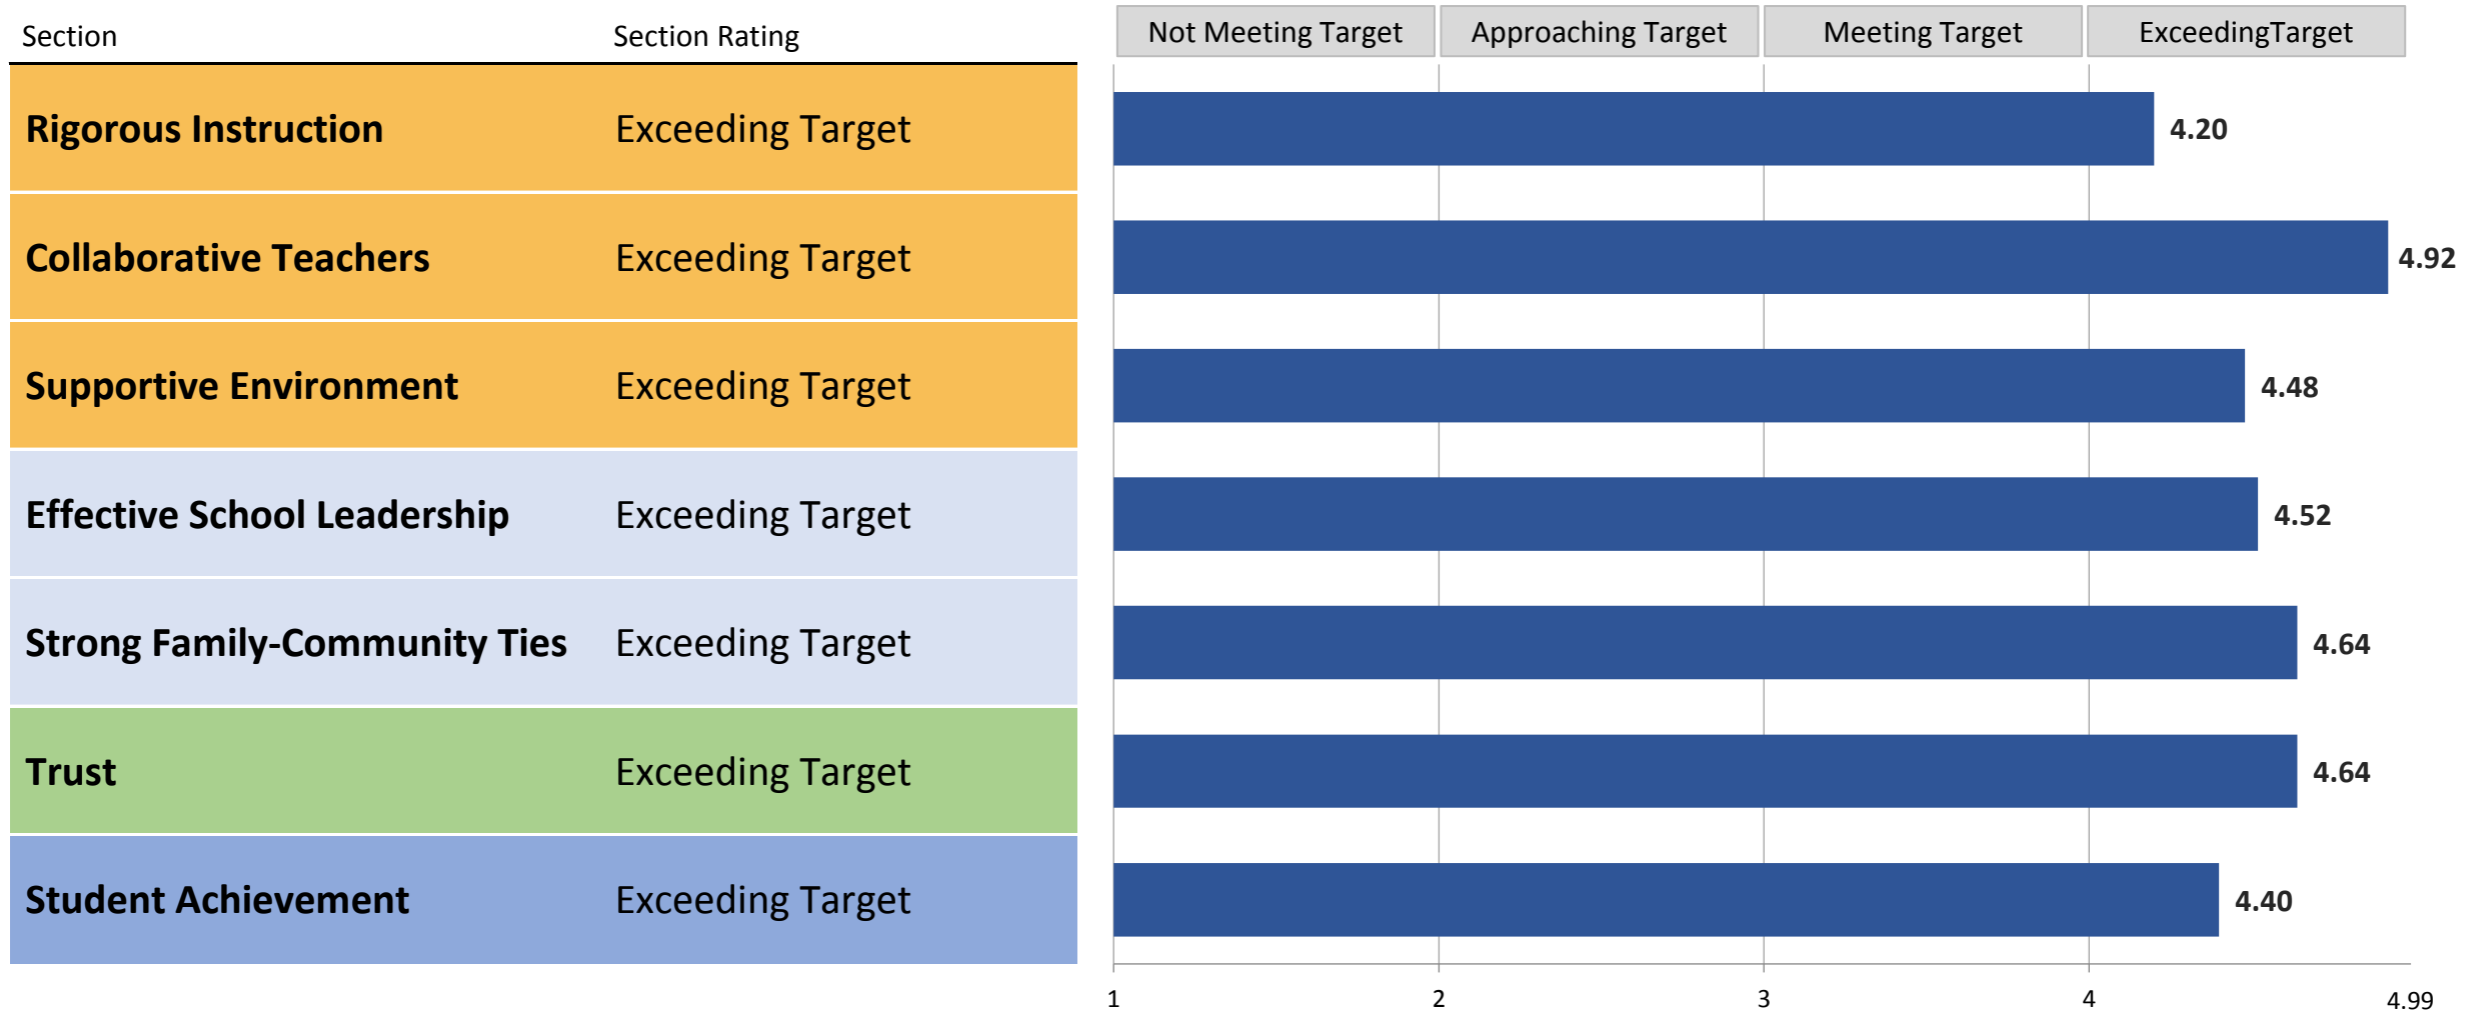 Section Section Rating Not Meeting Target Approaching Target Meeting Target ExceedingTarget
Rigorous Instruction Exceeding Target 4.20
Collaborative Teachers Exceeding Target 4.92
Supportive Environment Exceeding Target 4.48
Effective School Leadership Exceeding Target 4.52
Strong Family-Community Ties Exceeding Target 4.64
Trust Exceeding Target 4.64
Student Achievement Exceeding Target 4.40
1 2 3 4 4.99